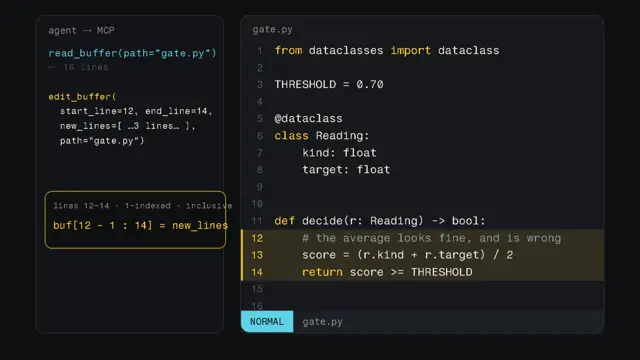 agent → MCP
read_buffer(path="gate.py")
← 16 lines
edit_buffer(
start_line=12, end_line=14,
new_lines=[ …3 lines… ],
path="gate.py")
lines 12–14 · 1-indexed · inclusive
buf[12 - 1 : 14] = new_lines
gate.py
1 from dataclasses import dataclass
2
3 THRESHOLD = 0.70
4
5 @dataclass
6 class Reading:
7 kind: float
8 target: float
9
10
11 def decide(r: Reading) -> bool:
12 # the average looks fine, and is wrong
13 score = (r.kind + r.target) / 2
14 return score >= THRESHOLD
15
16
NORMAL gate.py